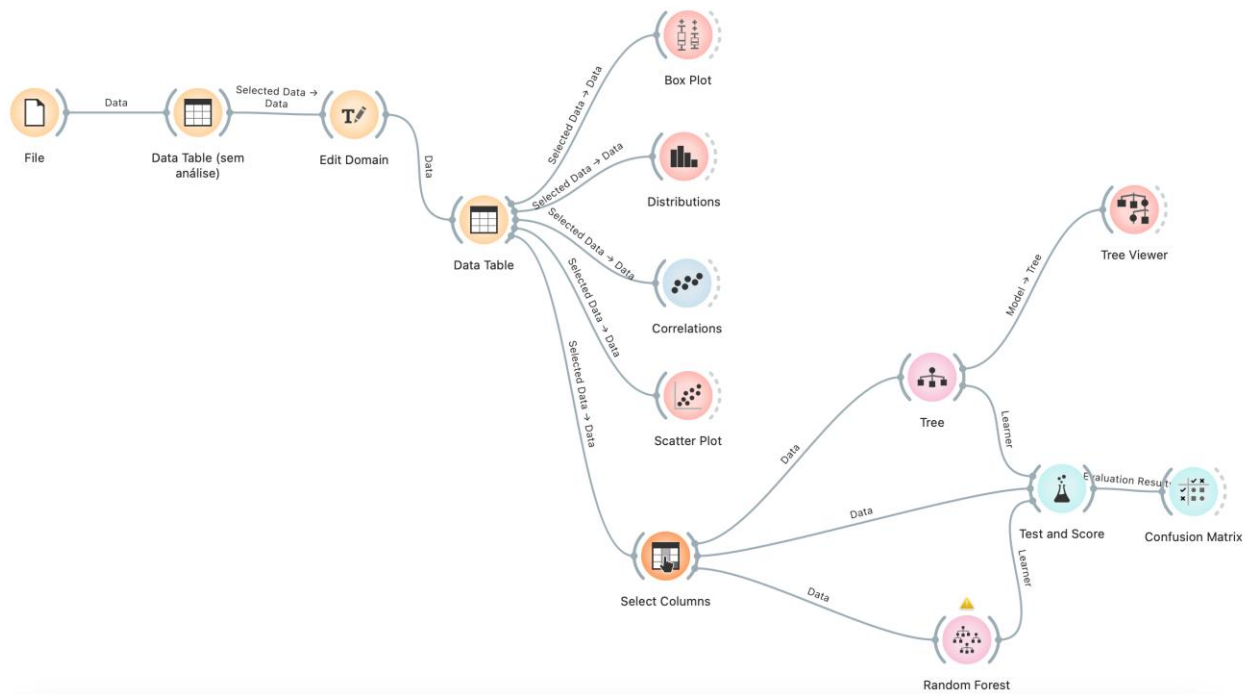 Box Plot
Selected Data → Data
Data
Selected Data →
Data
File
Data Table (sem
análise)
Edit Domain
Data
Selected Data → Data
Distributions
Selected Data → Data
Data Table
Correlations
Selected Data → Data
Scatter Plot
Selected Data → Data
Tree Viewer
Model → Tree
Tree
Data
Learner
Data
Evaluation Results
Test and Score
Confusion Matrix
Select Columns
Data
Learner
Random Forest